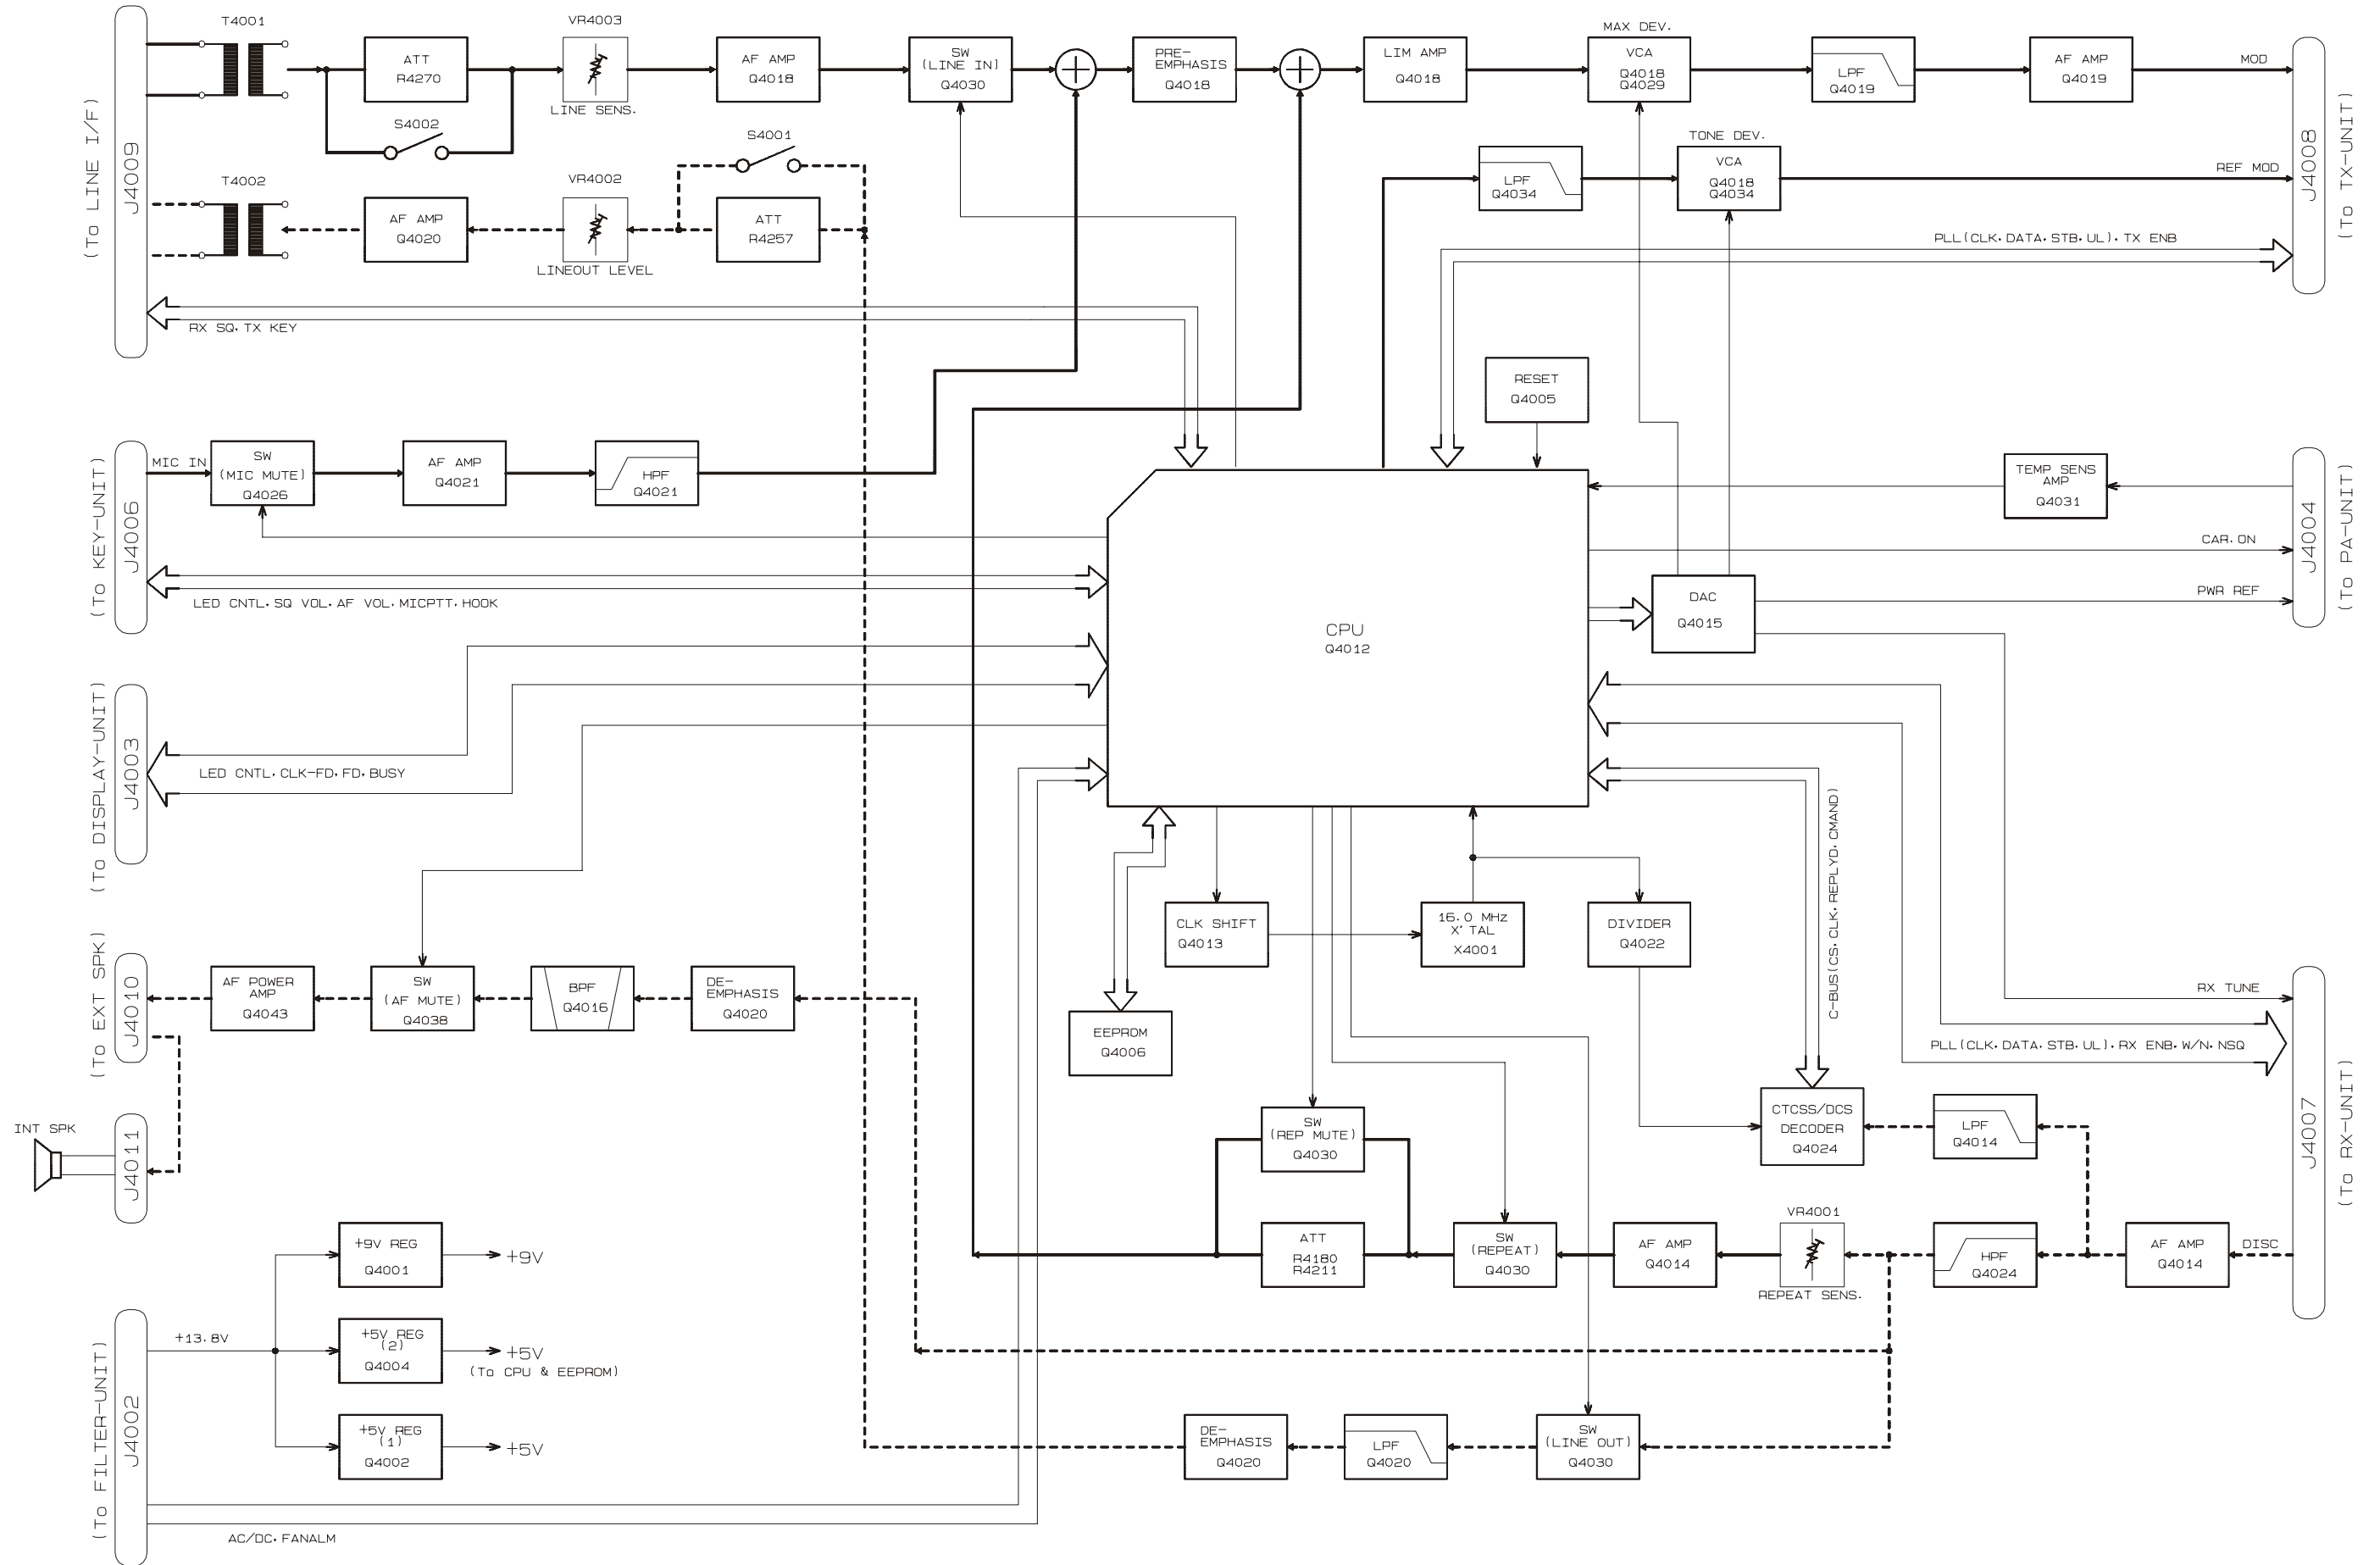 T4001
VR4003
MAX DEV.
ATT
R4270
AF AMP
Q4018
SW
(LINE IN)
Q4030
PRE-
EMPHASIS
Q4018
LIM AMP
Q4018
VCA
Q4018
Q4029
LPF
Q4019
AF AMP
Q4019
MOD
LINE SENS.
S4002
S4001
TONE DEV.
(To LINE I/F)
J4009
J4008
(To TX-UNIT)
T4002
VR4002
AF AMP
Q4020
ATT
R4257
LPF
Q4034
VCA
Q4018
Q4034
REF MOD
LINEOUT LEVEL
PLL(CLK, DATA, STB, UL), TX ENB
RX SQ, TX KEY
RESET
Q4005
(To KEY-UNIT)
J4006
MIC IN
SW
(MIC MUTE)
Q4026
AF AMP
Q4021
HPF
Q4021
TEMP SENS
AMP
Q4031
J4004
(To PA-UNIT)
CAR. ON
PWR REF
LED CNTL, SQ VOL, AF VOL, MICPTT, HOOK
CPU
Q4012
DAC
Q4015
(To DISPLAY-UNIT)
J4003
LED CNTL, CLK-FD, FD, BUSY
C-BUS(CS, CLK, REPLYD, CMAND)
CLK SHIFT
Q4013
16.0 MHz
X'TAL
X4001
DIVIDER
Q4022
(To EXT SPK)
J4010
AF POWER
AMP
Q4043
SW
(AF MUTE)
Q4038
BPF
Q4016
DE-
EMPHASIS
Q4020
EEPROM
Q4006
RX TUNE
PLL(CLK, DATA, STB, UL), RX ENB, W/N, NSQ
J4007
(To RX-UNIT)
INT SPK
J4011
SW
(REP MUTE)
Q4030
CTCSS/DCS
DECODER
Q4024
LPF
Q4014
VR4001
ATT
R4180
R4211
SW
(REPEAT)
Q4030
AF AMP
Q4014
REPEAT SENS.
HPF
Q4024
AF AMP
Q4014
DISC
+9V REG
Q4001
+9V
(To FILTER-UNIT)
J4002
+13.8V
+5V REG
(2)
Q4004
+5V
(To CPU & EEPROM)
+5V REG
(1)
Q4002
+5V
DE-
EMPHASIS
Q4020
LPF
Q4020
SW
(LINE OUT)
Q4030
AC/DC, FANALM